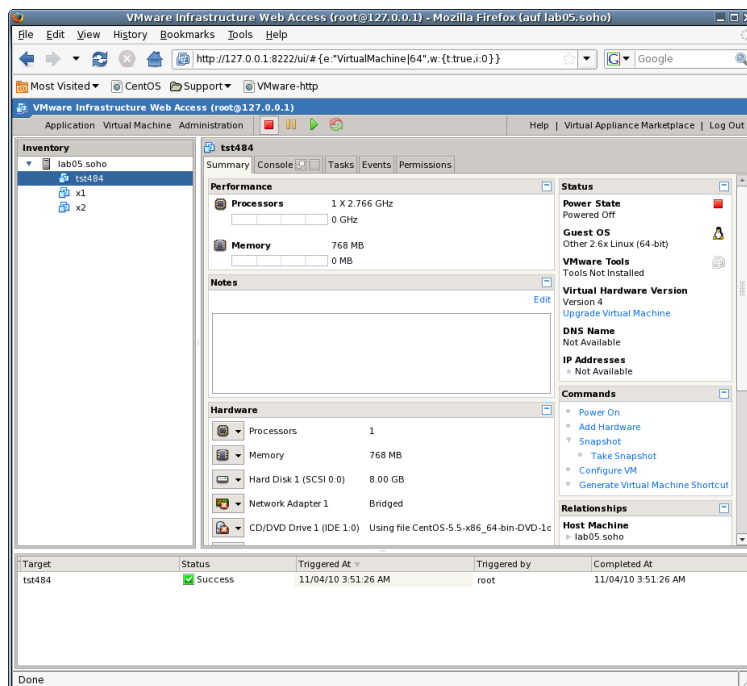 VMware Infrastructure Web Access (root@127.0.0.1) - Mozilla Firefox (auf lab05.soho)
File Edit View History Bookmarks Tools Help
http://127.0.0.1:8222/ui/#{e:"VirtualMachine|64",w:{t:true,i:0}}
Google
Most Visited CentOS Support VMware-http
VMware Infrastructure Web Access (root@127.0.0.1)
Application Virtual Machine Administration Help | Virtual Appliance Marketplace | Log Out
Inventory
lab05.soho
tst484
x1
x2
tst484
Summary Console Tasks Events Permissions
Performance
Processors 1 X 2.766 GHz
0 GHz
Memory 768 MB
0 MB
Notes
Edit
Hardware
Processors 1
Memory 768 MB
Hard Disk 1 (SCSI 0:0) 8.00 GB
Network Adapter 1 Bridged
CD/DVD Drive 1 (IDE 1:0) Using file CentOS-5.5-x86_64-bin-DVD-1c
Status
Power State
Powered Off
Guest OS
Other 2.6x Linux (64-bit)
VMware Tools
Tools Not Installed
Virtual Hardware Version
Version 4
Upgrade Virtual Machine
DNS Name
Not Available
IP Addresses
Not Available
Commands
Power On
Add Hardware
Snapshot
Take Snapshot
Configure VM
Generate Virtual Machine Shortcut
Relationships
Host Machine
lab05.soho
Target Status Triggered At Triggered by Completed At
tst484 Success 11/04/10 3:51:26 AM root 11/04/10 3:51:26 AM
Done